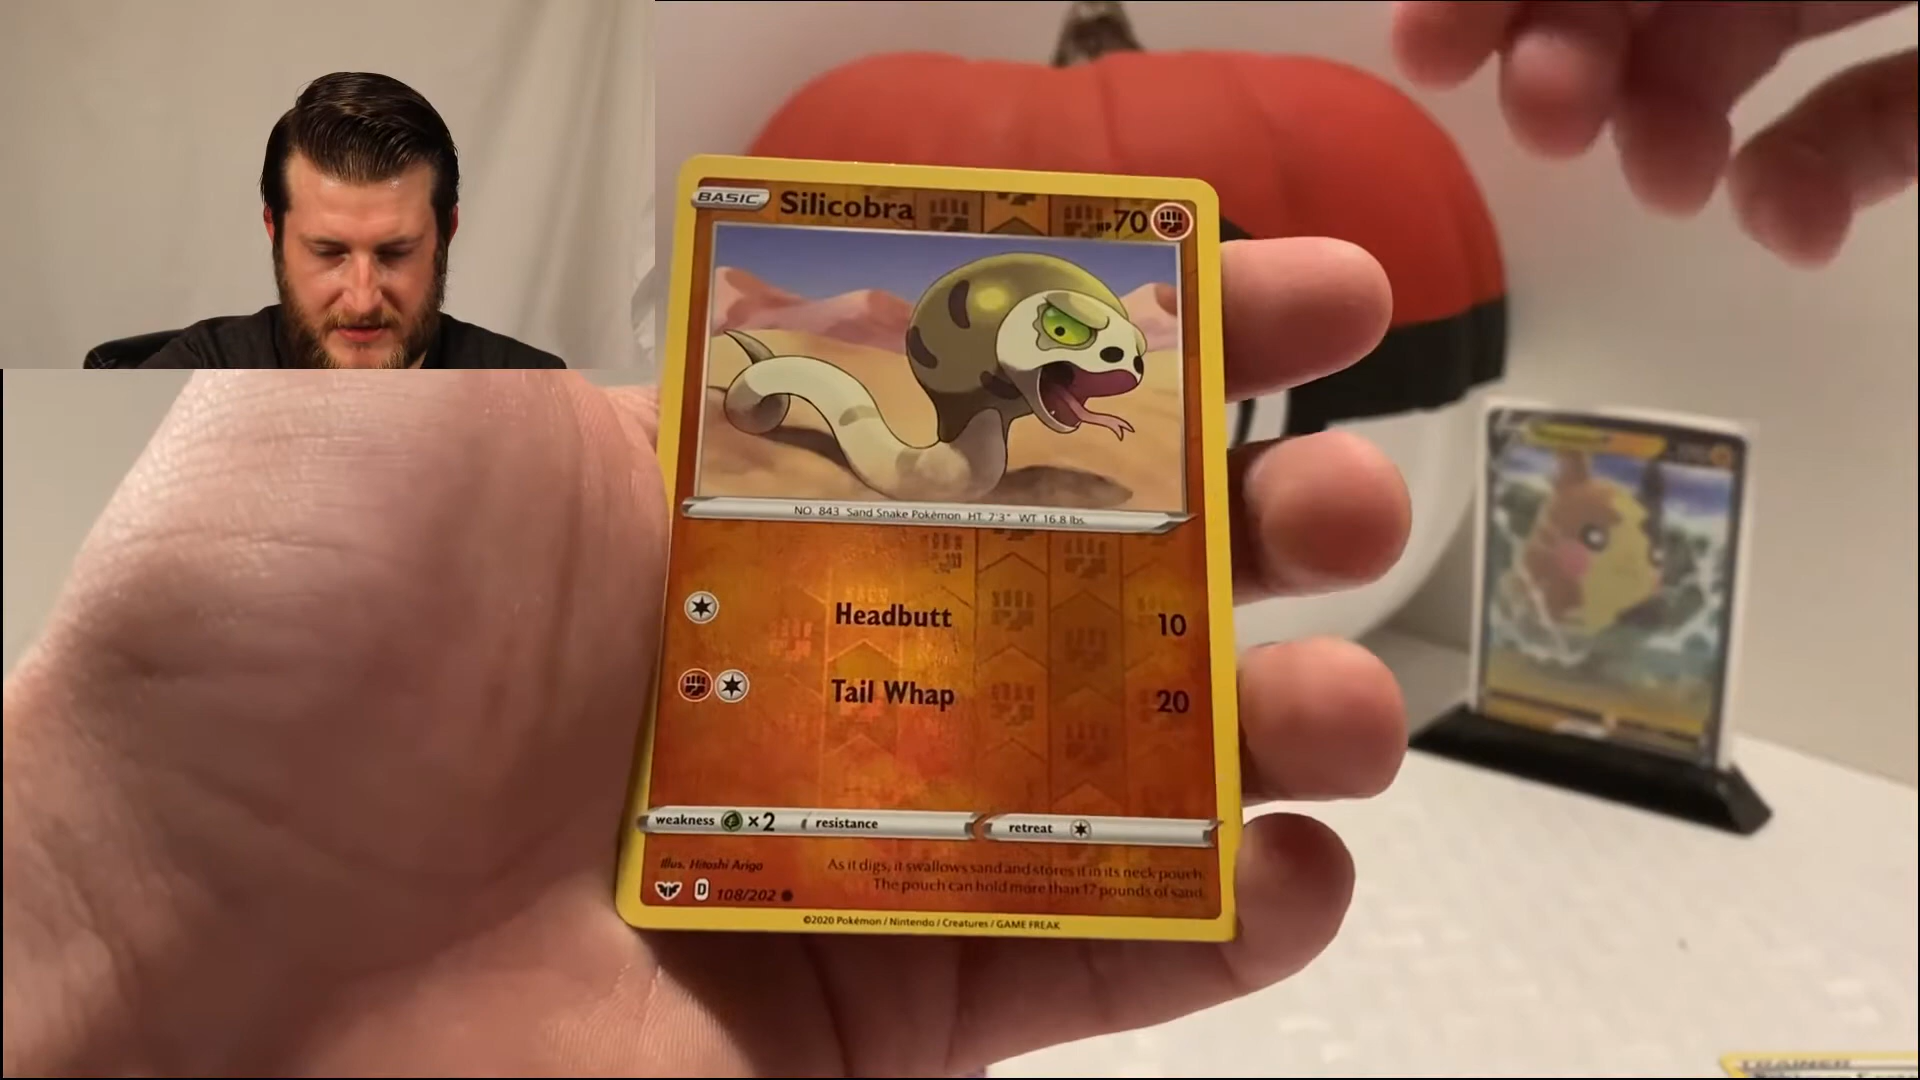 BASIC Silicobra HP 70
NO. 843 Sand Snake Pokémon HT. 7'3" WT. 16.8 lbs.
Headbutt 10
Tail Whap 20
weakness ×2 resistance retreat
Illus. Hitoshi Ariga
As it digs, it swallows sand and stores it in its neck pouch.
The pouch can hold more than 17 pounds of sand.
D 108/202
©2020 Pokémon / Nintendo / Creatures / GAME FREAK
TRAINER